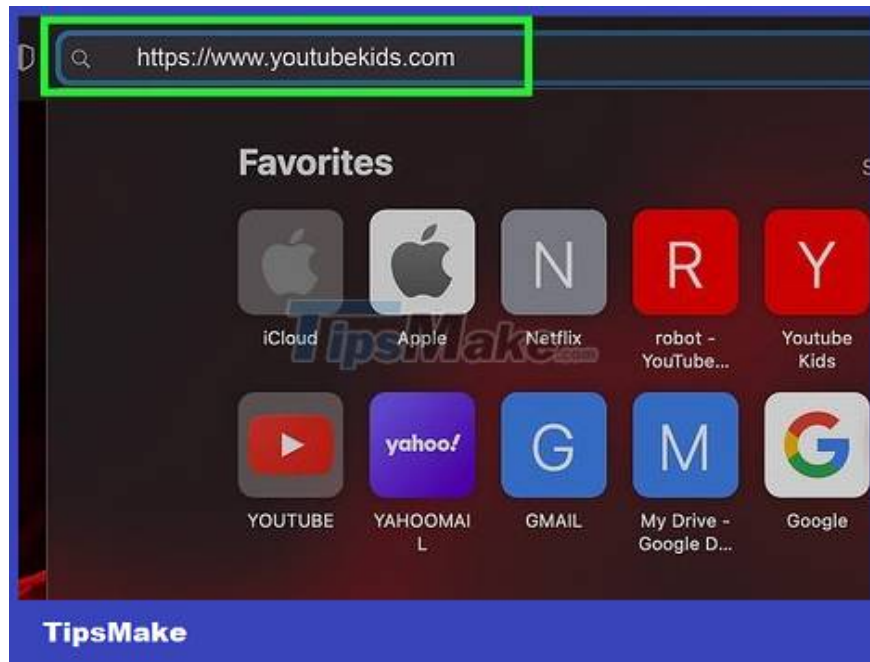 https://www.youtubekids.com
Favorites
S
N
R
Y
iCloud
Apple
Netflix
robot -
YouTube...
Youtube
Kids
TipsMake.com
yahoo!
G
M
G
YOUTUBE
YAHOOMAI
L
GMAIL
My Drive -
Google D...
Google
TipsMake